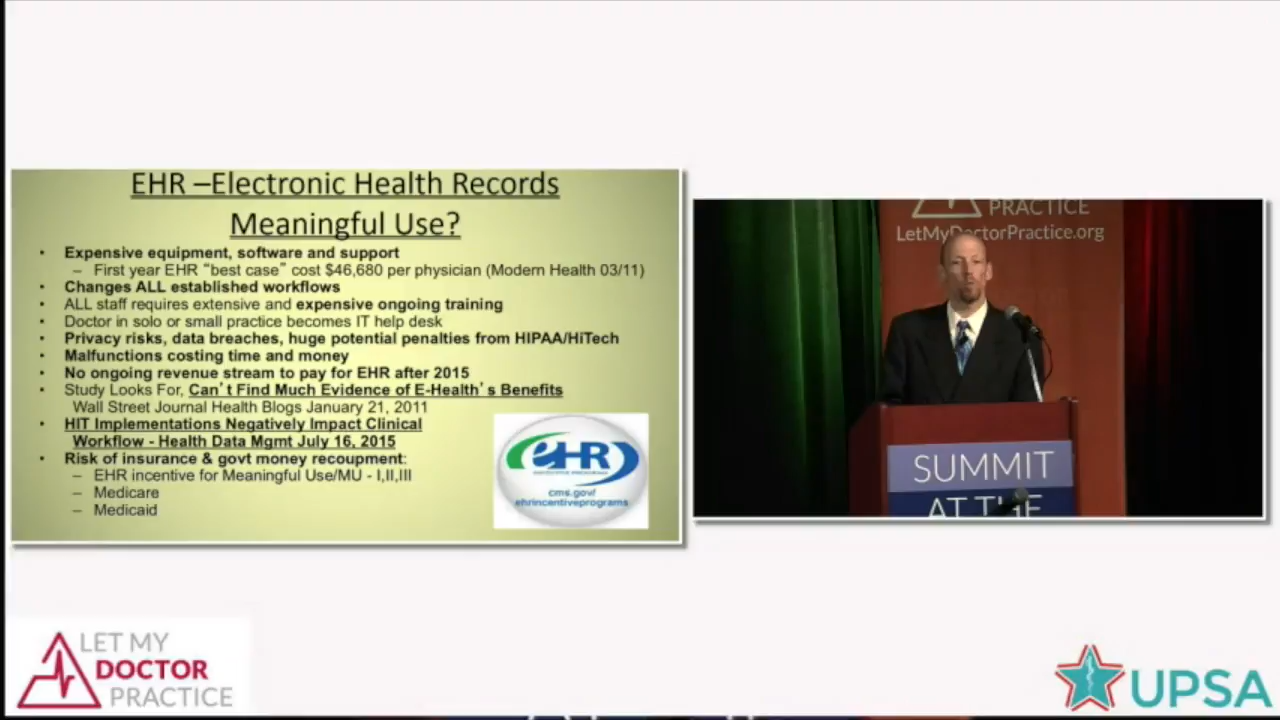 EHR –Electronic Health Records
Meaningful Use?
• Expensive equipment, software and support
– First year EHR “best case” cost $46,680 per physician (Modern Health 03/11)
• Changes ALL established workflows
• ALL staff requires extensive and expensive ongoing training
• Doctor in solo or small practice becomes IT help desk
• Privacy risks, data breaches, huge potential penalties from HIPAA/HiTech
• Malfunctions costing time and money
• No ongoing revenue stream to pay for EHR after 2015
• Study Looks For, Can't Find Much Evidence of E-Health's Benefits
Wall Street Journal Health Blogs January 21, 2011
• HIT Implementations Negatively Impact Clinical
Workflow - Health Data Mgmt July 16, 2015
• Risk of insurance & govt money recoupment:
– EHR incentive for Meaningful Use/MU - I,II,III
– Medicare
– Medicaid
eHR
cms.gov/
ehrincentiveprograms
PRACTICE
LetMyDoctorPractice.org
SUMMIT
AT THE
LET MY
DOCTOR
PRACTICE
UPSA